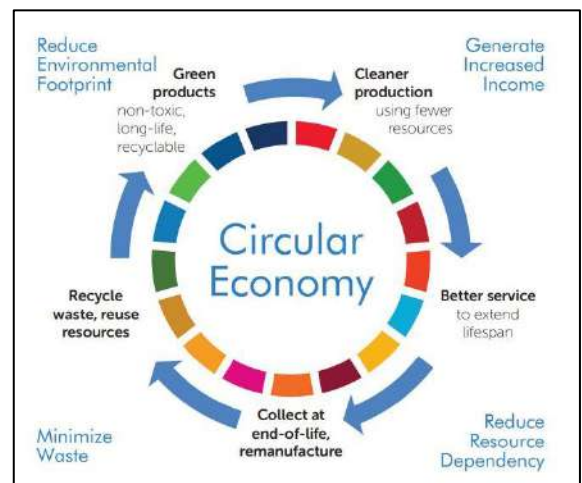 Reduce
Environmental
Footprint
Generate
Increased
Income
Green
products
non-toxic,
long-life,
recyclable
Cleaner
production
using fewer
resources
Circular
Economy
Recycle
waste, reuse
resources
Better service
to extend
lifespan
Collect at
end-of-life,
remanufacture
Minimize
Waste
Reduce
Resource
Dependency